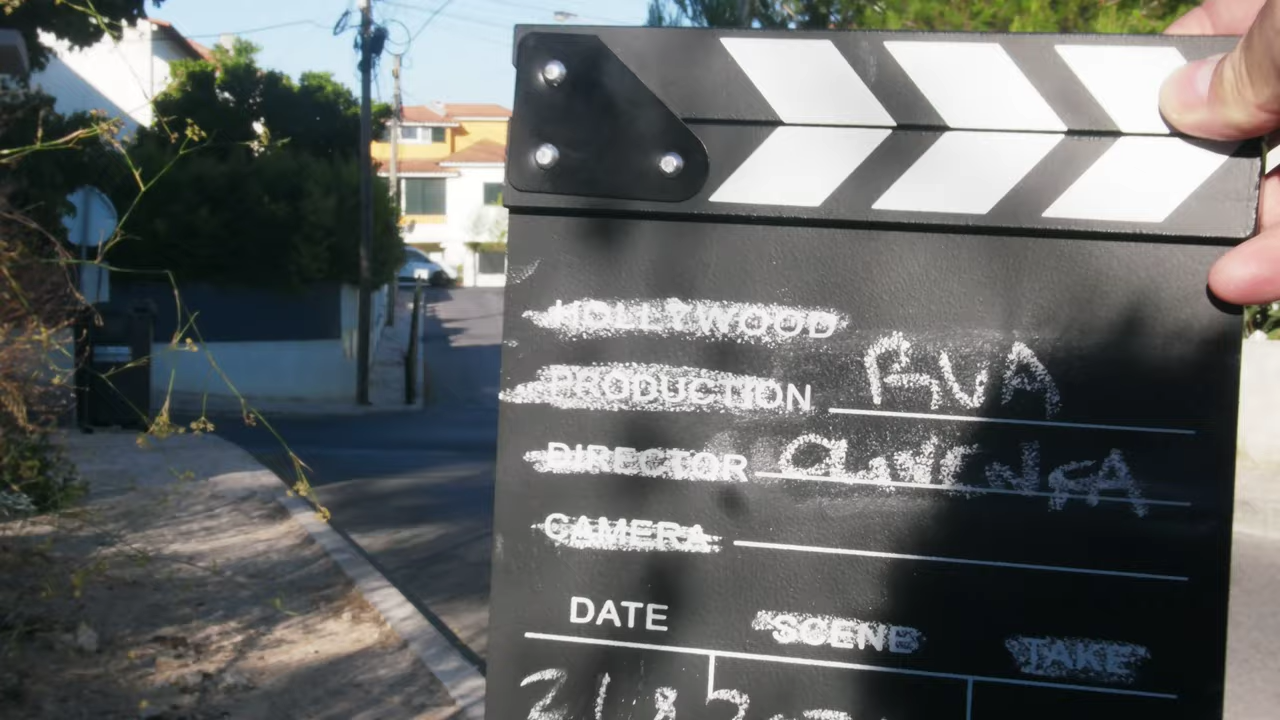 HOLLYWOOD
PRODUCTION RUA
DIRECTOR
CAMERA
DATE SCENE TAKE